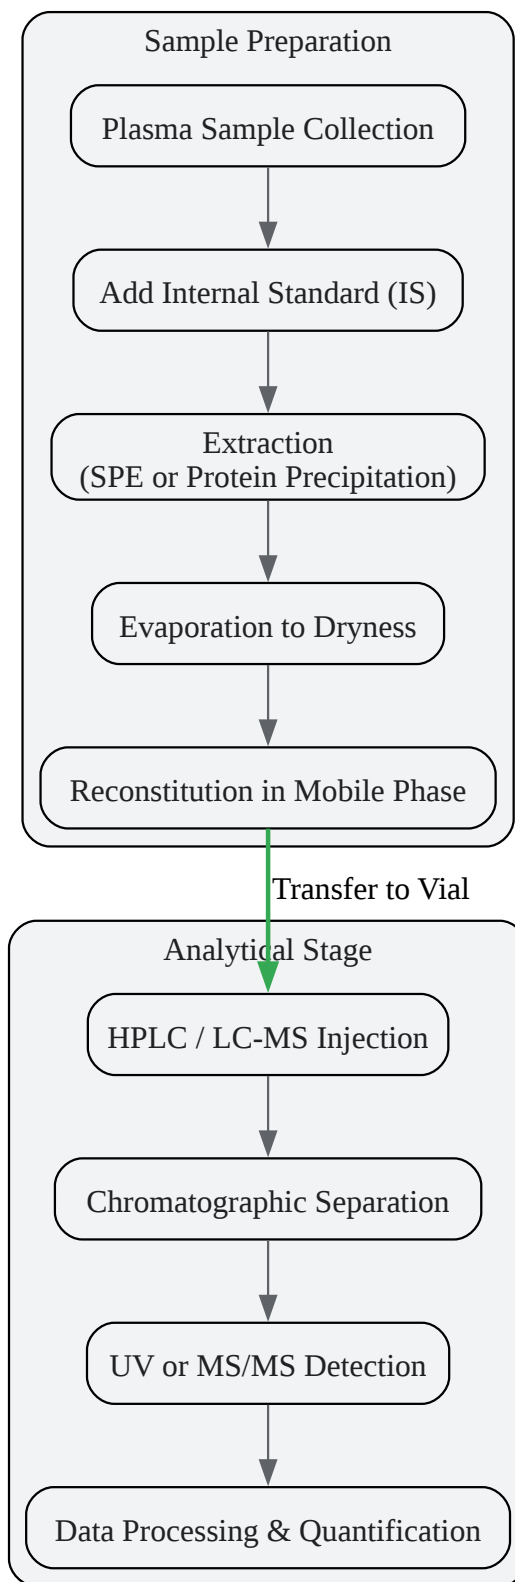 Sample Preparation
Plasma Sample Collection
Add Internal Standard (IS)
Extraction
(SPE or Protein Precipitation)
Evaporation to Dryness
Reconstitution in Mobile Phase
Transfer to Vial
Analytical Stage
HPLC / LC-MS Injection
Chromatographic Separation
UV or MS/MS Detection
Data Processing & Quantification